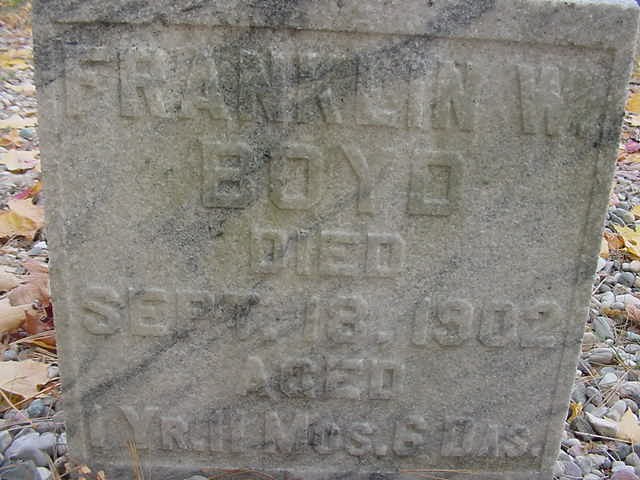 FRANKLIN W.
BOYD
DIED
SEPT. 18, 1902
AGED
1 YR. 11 MOS. 6 DAS.